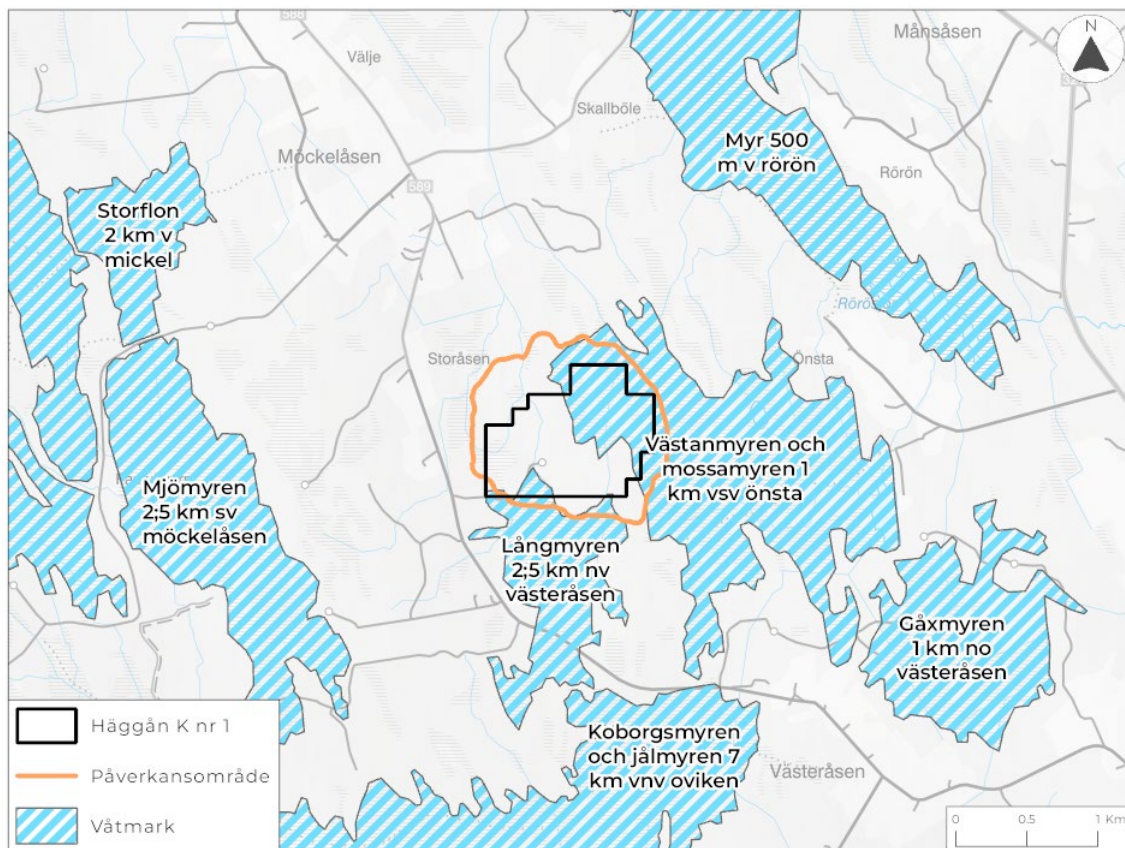 588
Välje
Månsåsen
N
Skallböle
Möckelåsen
Myr 500
m v rörön
Rörön
589
Storflon
2 km v
mickel
Storåsen
Önsta
Västanmyren och
mossamyren 1
km vsv önsta
Mjömyren
2;5 km sv
möckelåsen
Långmyren
2;5 km nv
västeråsen
Gåxmyren
1 km no
västeråsen
Häggån K nr 1
Påverkansområde
Våtmark
Koborgsmyren
och jålmyren 7
km vnv oviken
Västeråsen
0 0.5 1 Km